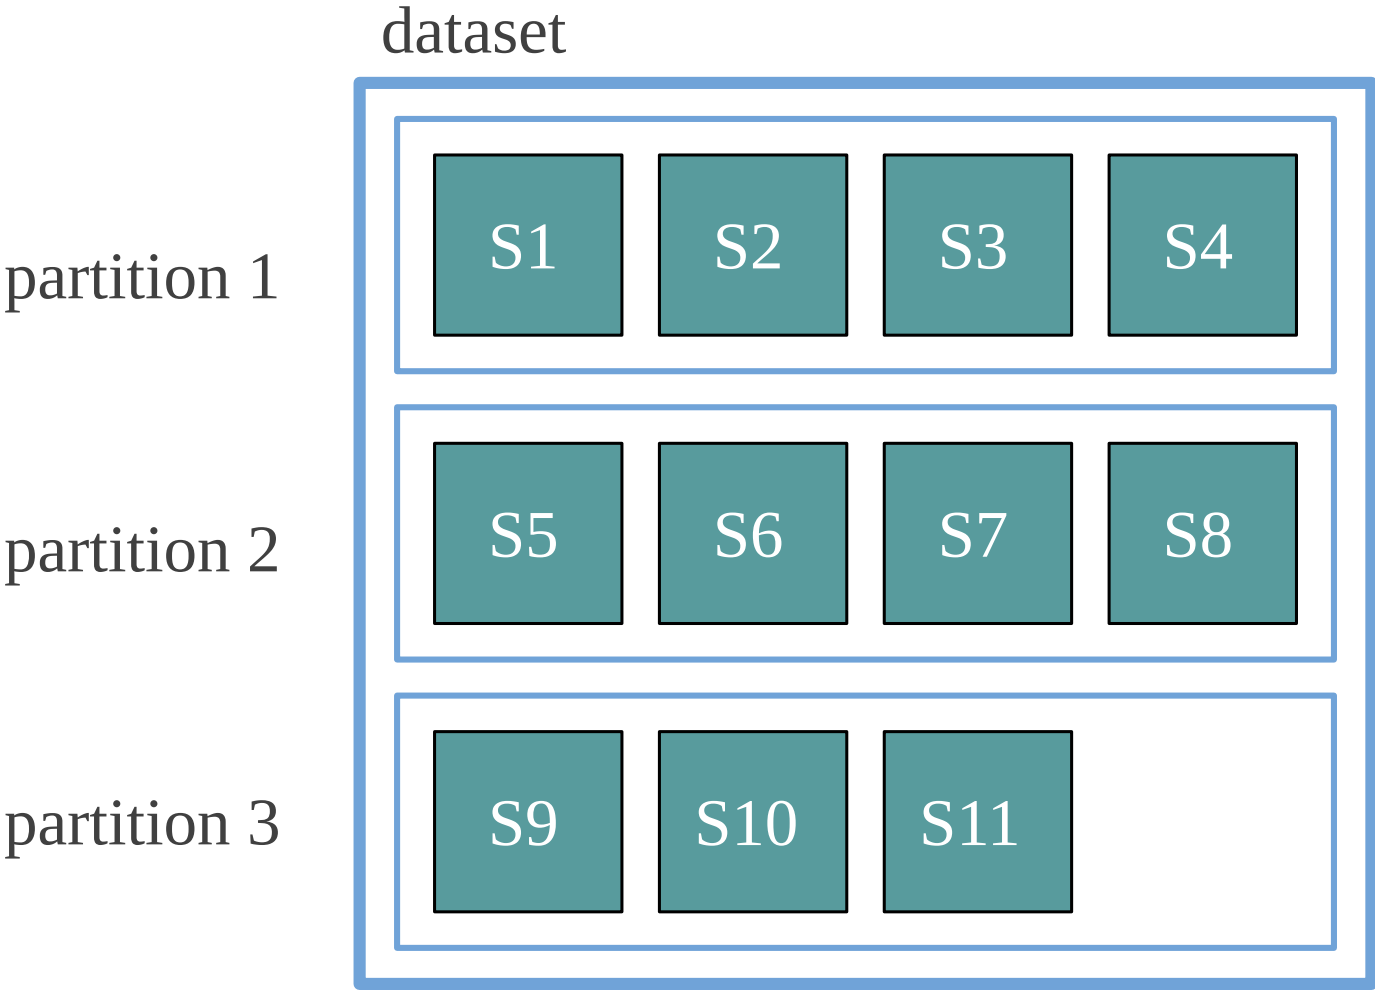 dataset
partition 1
S1 S2 S3 S4
partition 2
S5 S6 S7 S8
partition 3
S9 S10 S11